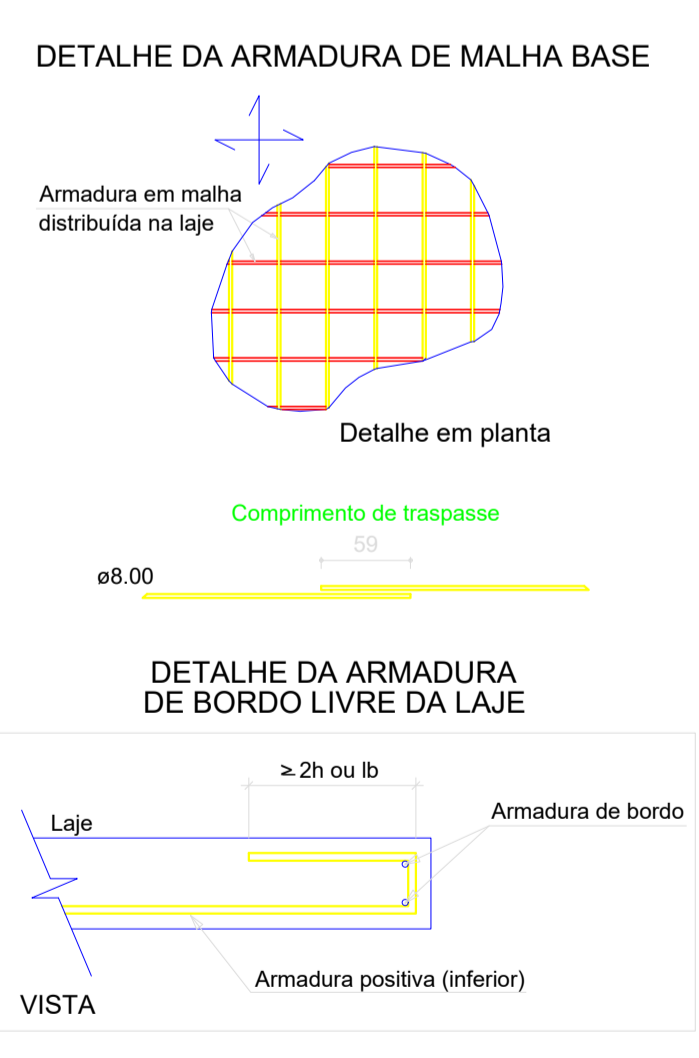 DETALHE DA ARMADURA DE MALHA BASE
Armadura em malha
distribuída na laje
Detalhe em planta
Comprimento de traspasse
59
ø8.00
DETALHE DA ARMADURA
DE BORDO LIVRE DA LAJE
≥ 2h ou lb
Armadura de bordo
Laje
Armadura positiva (inferior)
VISTA